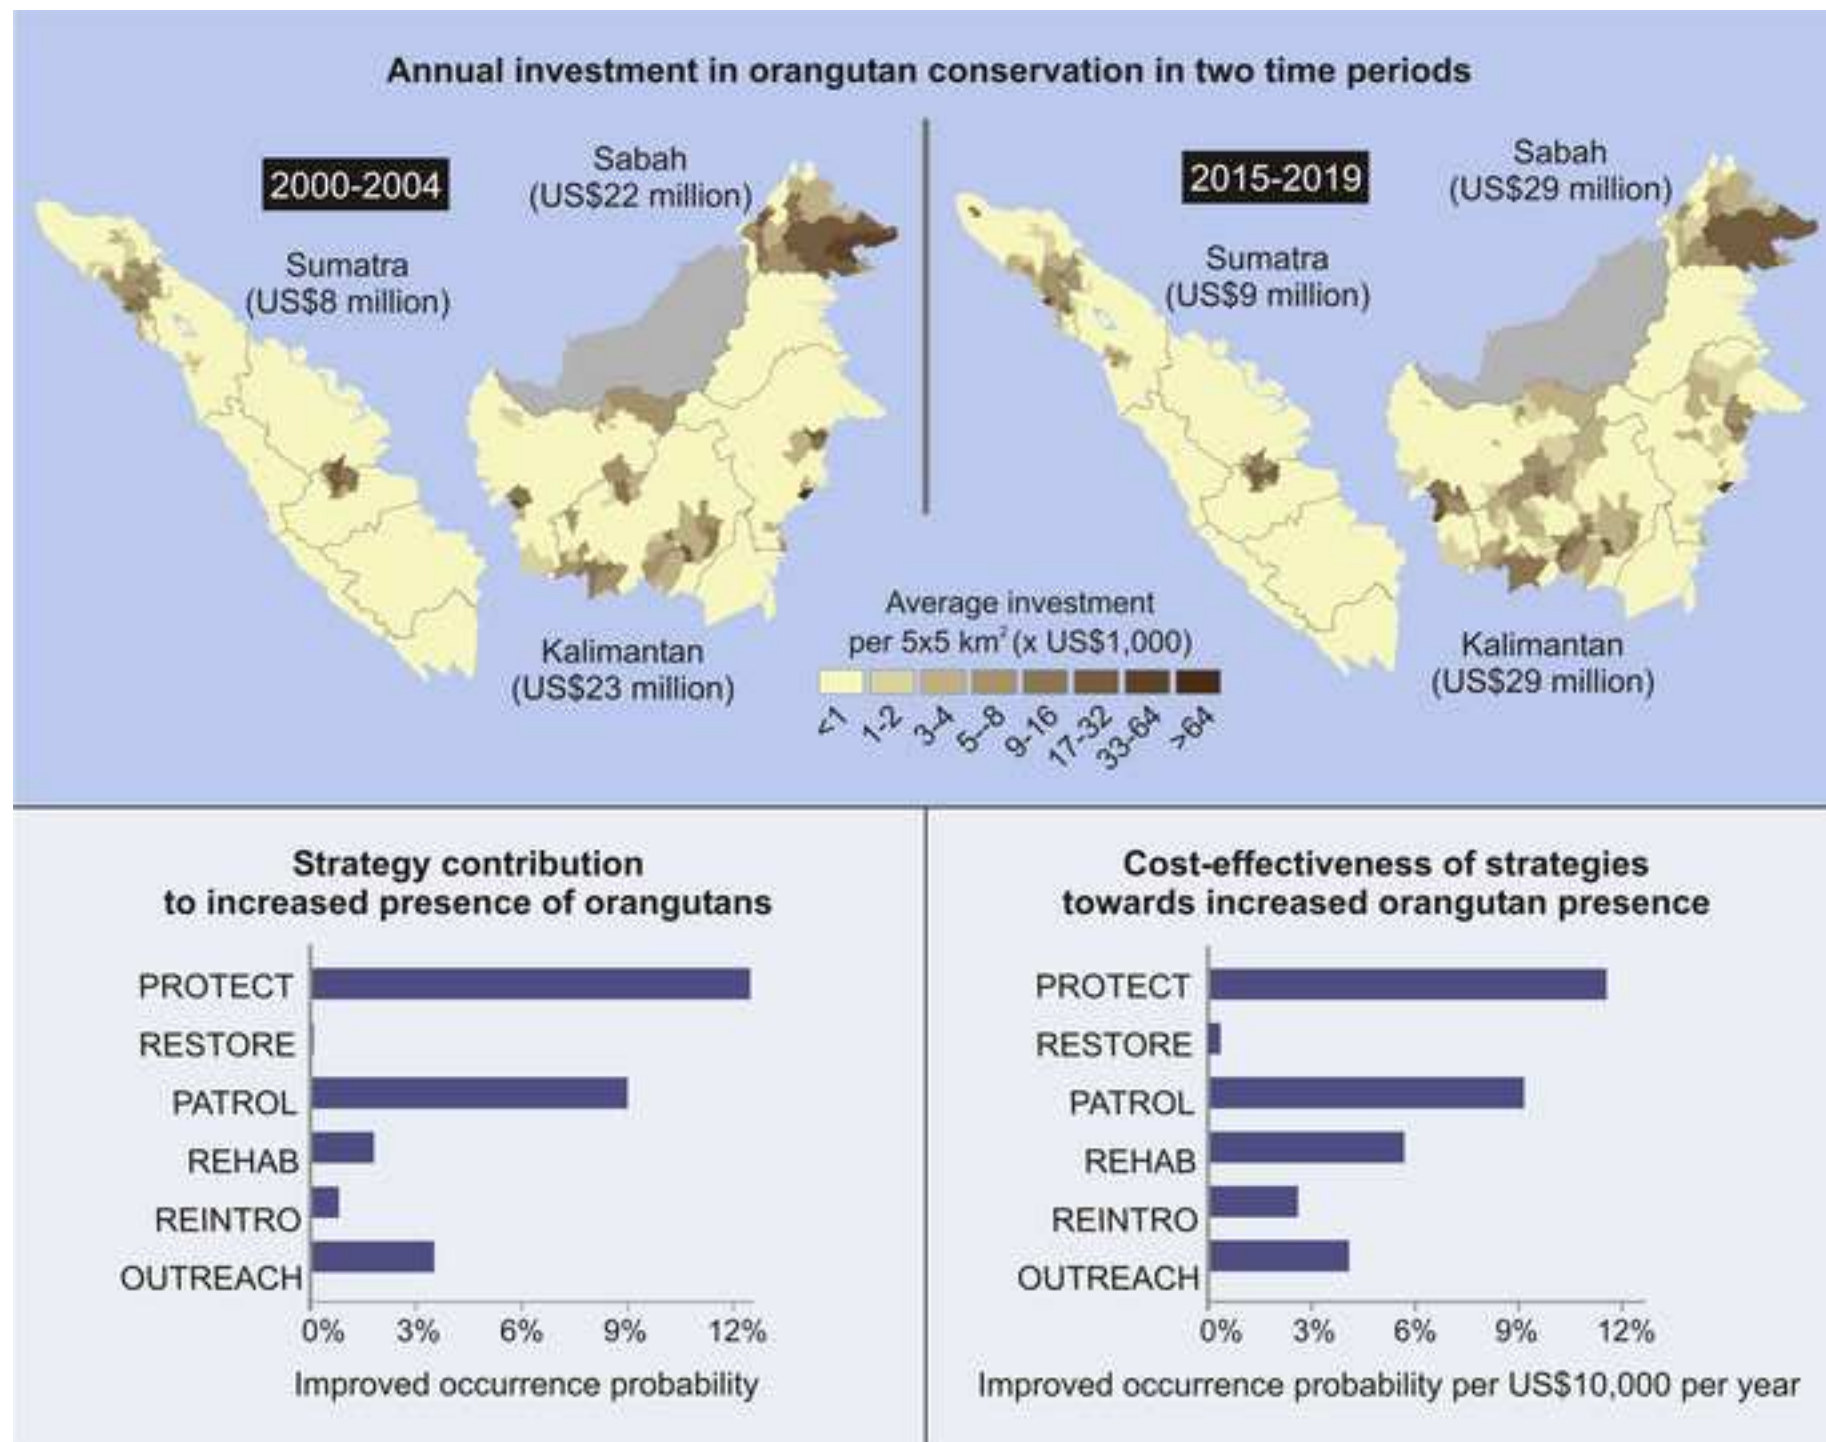 Annual investment in orangutan conservation in two time periods
2000-2004
Sabah
(US$22 million)
Sumatra
(US$8 million)
Kalimantan
(US$23 million)
2015-2019
Sabah
(US$29 million)
Sumatra
(US$9 million)
Kalimantan
(US$29 million)
Average investment
per 5x5 km² (x US$1,000)
<1
1-2
3-4
5–8
9-16
17-32
33-64
>64
Strategy contribution
to increased presence of orangutans
PROTECT
RESTORE
PATROL
REHAB
REINTRO
OUTREACH
0% 3% 6% 9% 12%
Improved occurrence probability
Cost-effectiveness of strategies
towards increased orangutan presence
PROTECT
RESTORE
PATROL
REHAB
REINTRO
OUTREACH
0% 3% 6% 9% 12%
Improved occurrence probability per US$10,000 per year